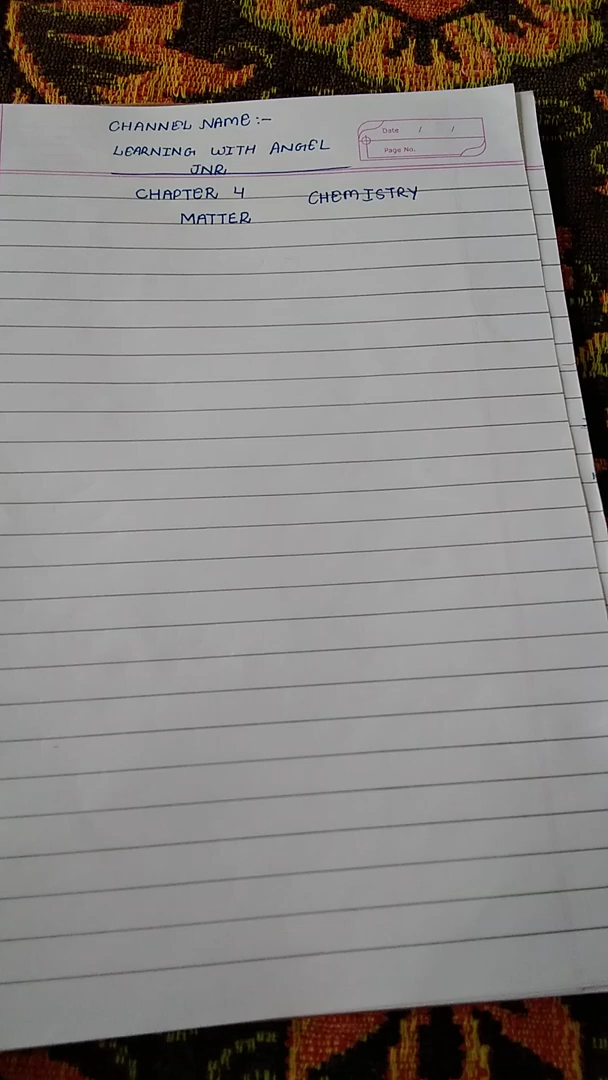 CHANNEL NAME :-
LEARNING WITH ANGEL
JNR
Date / /
Page No.
CHAPTER 4 CHEMISTRY
MATTER